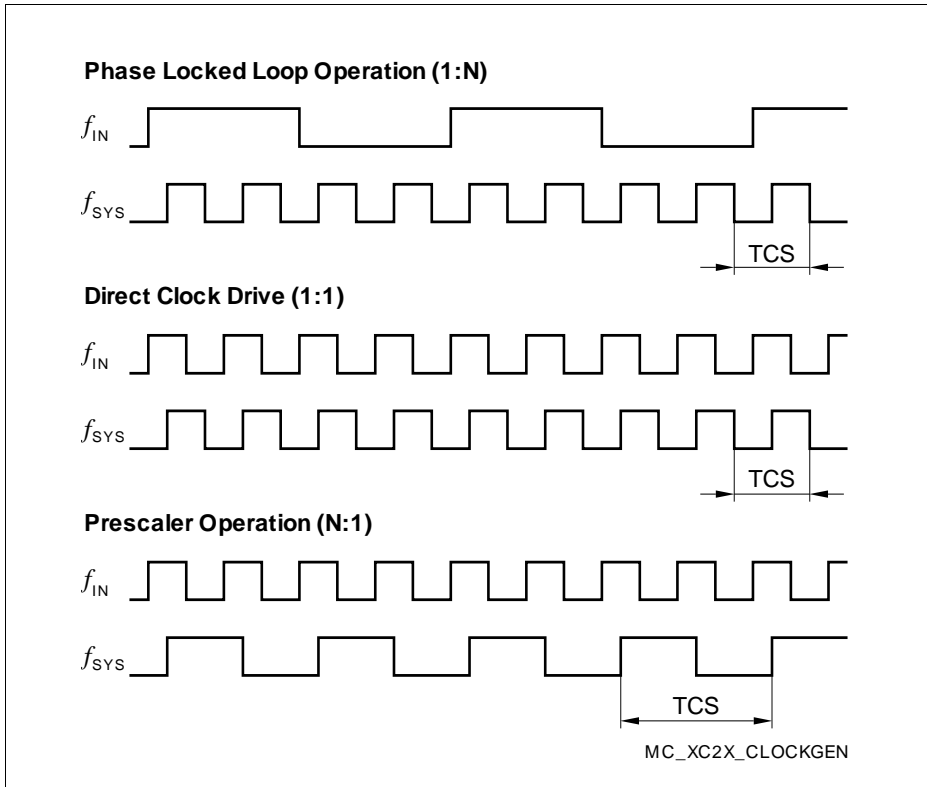 Phase Locked Loop Operation (1:N)
fIN
fSYS
TCS
Direct Clock Drive (1:1)
fIN
fSYS
TCS
Prescaler Operation (N:1)
fIN
fSYS
TCS
MC_XC2X_CLOCKGEN